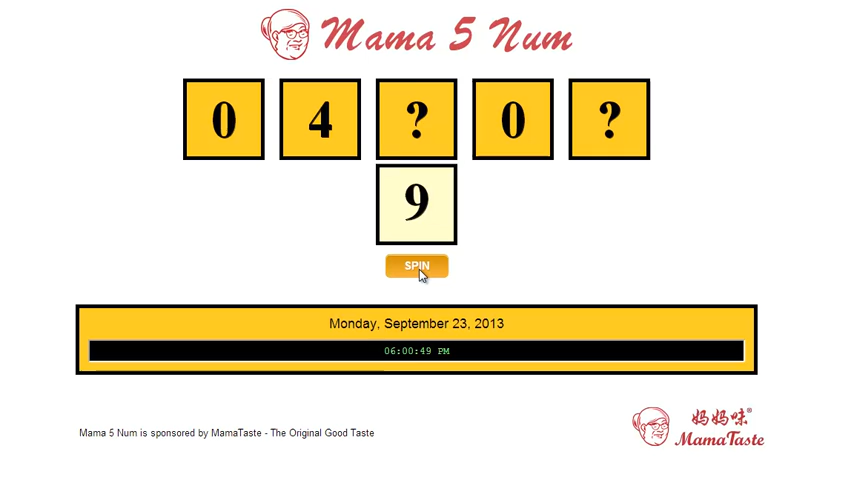 Mama 5 Num
0 4 ? 0 ?
9
SPIN
Monday, September 23, 2013
06:00:49 PM
妈妈味®
MamaTaste
Mama 5 Num is sponsored by MamaTaste - The Original Good Taste